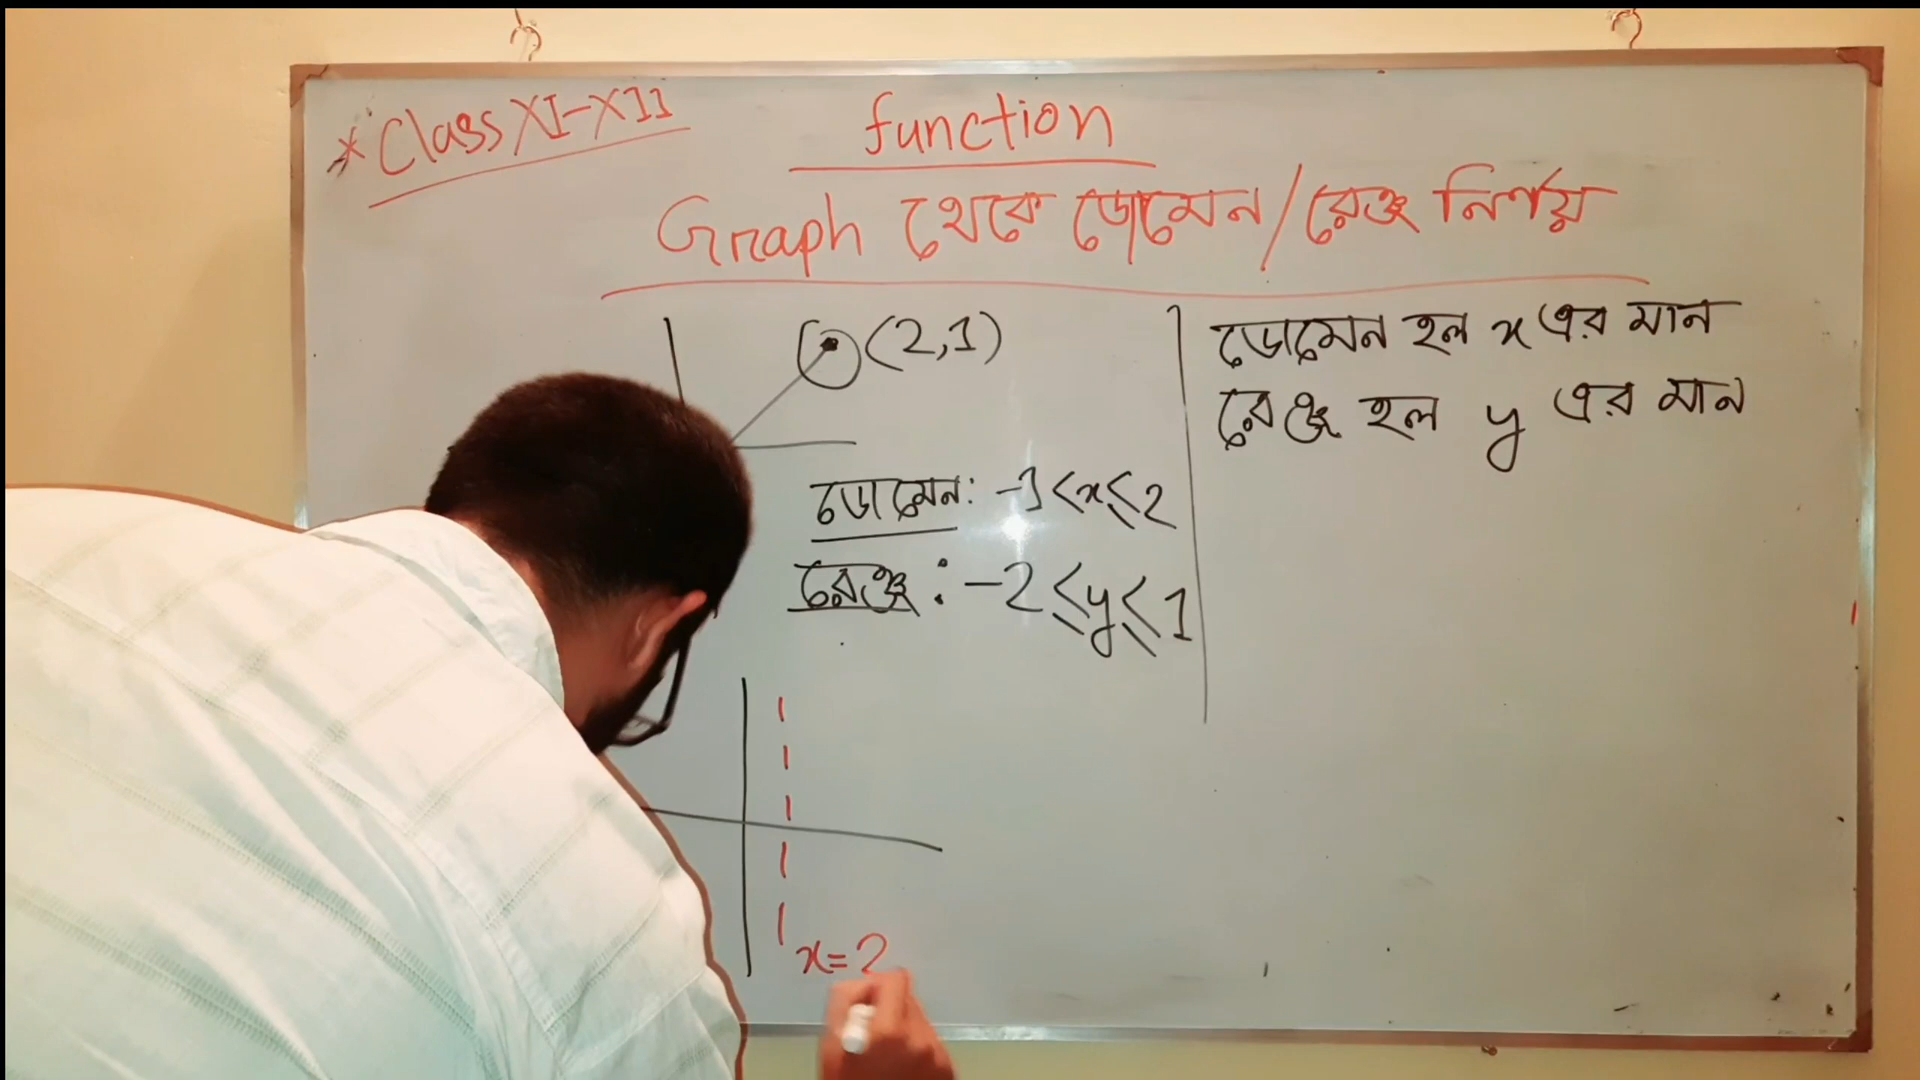 * Class XI-XII
function
Graph থেকে ডোমেন/রেঞ্জ নির্ণয়
(2,1)
ডোমেন: -1<x≤2
রেঞ্জ: -2≤y≤1
ডোমেন হল x এর মান
রেঞ্জ হল y এর মান
x=2